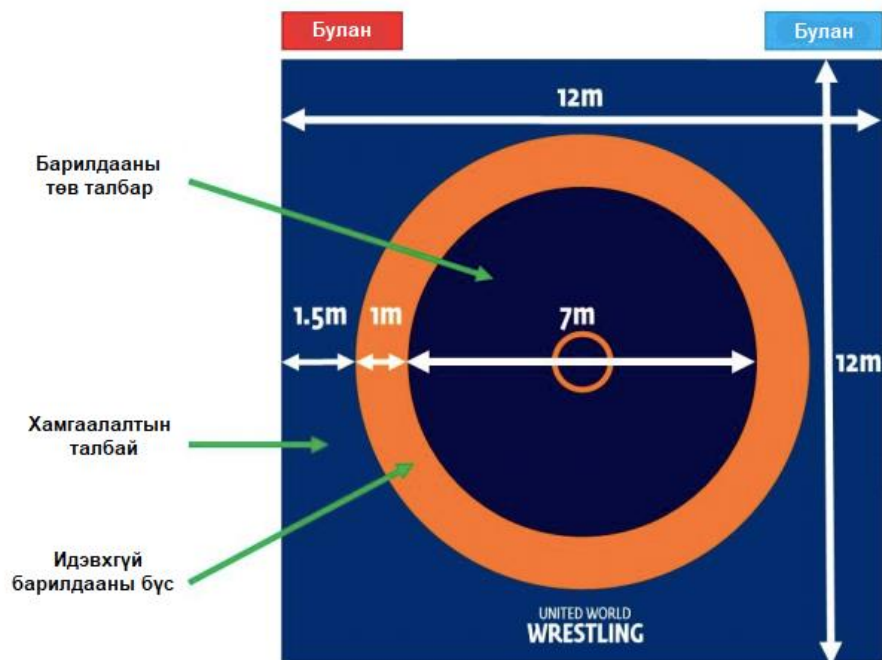 Булан
Булан
12m
Барилдааны
төв талбар
1.5m
1m
7m
12m
Хамгаалалтын
талбай
Идэвхгүй
барилдааны бүс
UNITED WORLD
WRESTLING